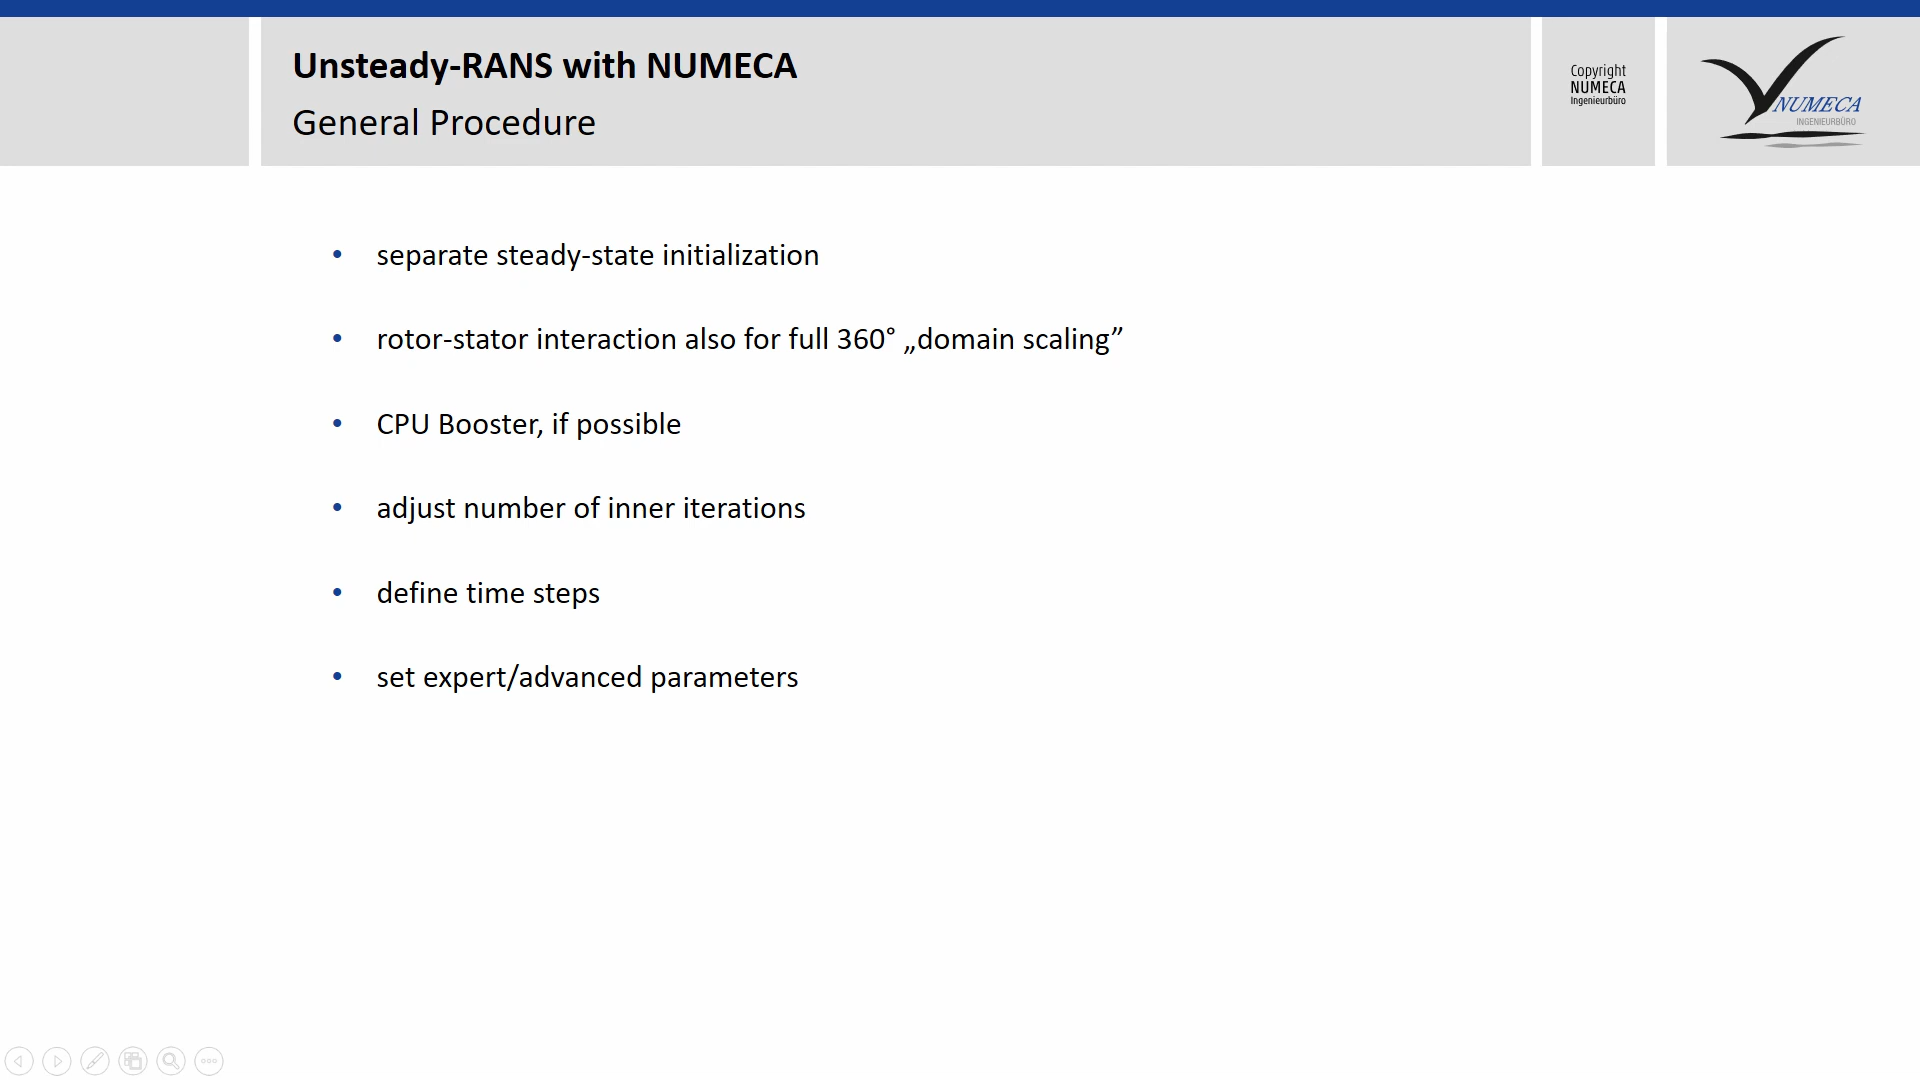 Unsteady-RANS with NUMECA
General Procedure
Copyright
NUMECA
Ingenieurbüro
NUMECA
INGENIEURBÜRO
• separate steady-state initialization
• rotor-stator interaction also for full 360° „domain scaling”
• CPU Booster, if possible
• adjust number of inner iterations
• define time steps
• set expert/advanced parameters